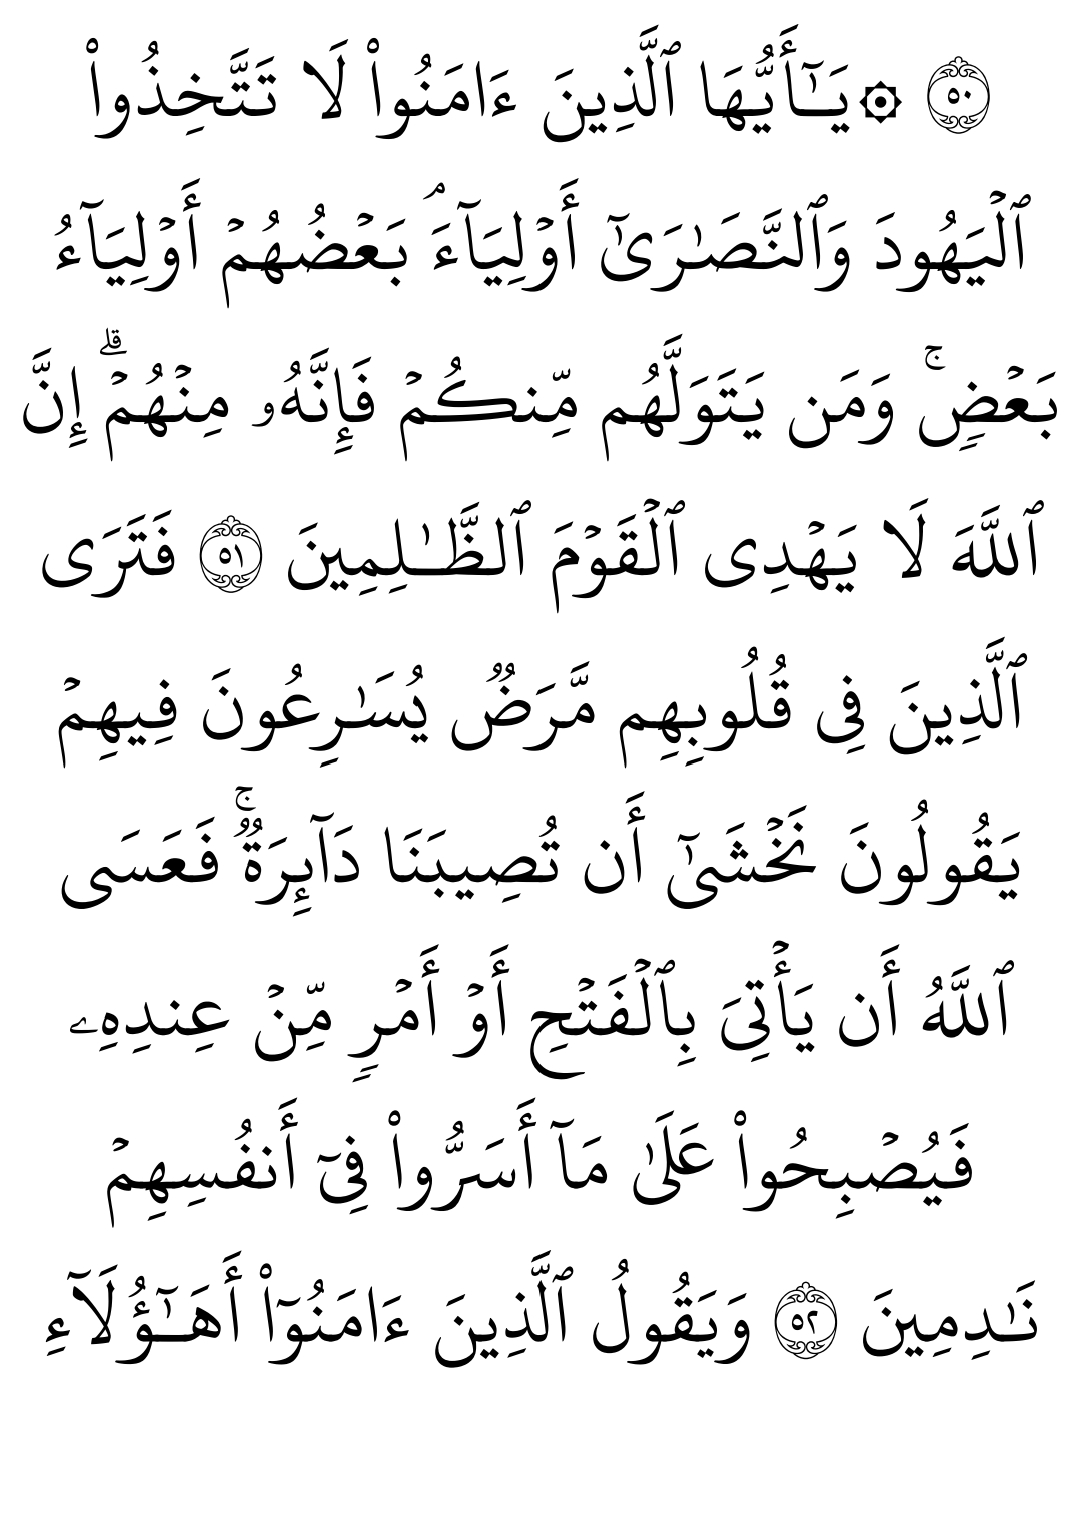 ۝٥٠ ۞ يَـٰٓأَيُّهَا ٱلَّذِينَ ءَامَنُوا۟ لَا تَتَّخِذُوا۟
ٱلْيَهُودَ وَٱلنَّصَـٰرَىٰٓ أَوْلِيَآءَ ۘ بَعْضُهُمْ أَوْلِيَآءُ
بَعْضٍ ۚ وَمَن يَتَوَلَّهُم مِّنكُمْ فَإِنَّهُۥ مِنْهُمْ ۗ إِنَّ
ٱللَّهَ لَا يَهْدِى ٱلْقَوْمَ ٱلظَّـٰلِمِينَ ۝٥١ فَتَرَى
ٱلَّذِينَ فِى قُلُوبِهِم مَّرَضٌ يُسَـٰرِعُونَ فِيهِمْ
يَقُولُونَ نَخْشَىٰٓ أَن تُصِيبَنَا دَآئِرَةٌ ۚ فَعَسَى
ٱللَّهُ أَن يَأْتِىَ بِٱلْفَتْحِ أَوْ أَمْرٍ مِّنْ عِندِهِۦ
فَيُصْبِحُوا۟ عَلَىٰ مَآ أَسَرُّوا۟ فِىٓ أَنفُسِهِمْ
نَـٰدِمِينَ ۝٥٢ وَيَقُولُ ٱلَّذِينَ ءَامَنُوٓا۟ أَهَـٰٓؤُلَآءِ